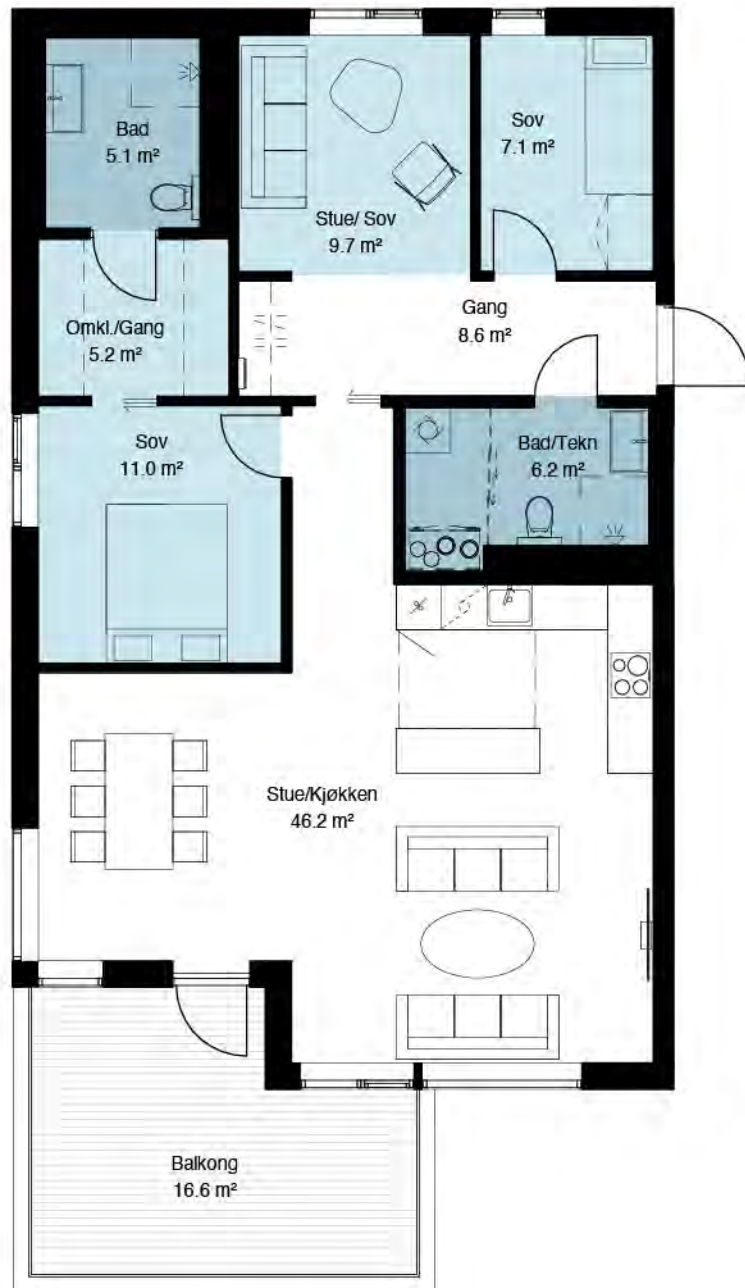 Bad
5.1 m²
Sov
7.1 m²
Stue/ Sov
9.7 m²
Gang
8.6 m²
Omkl./Gang
5.2 m²
Sov
11.0 m²
Bad/Tekn
6.2 m²
Stue/Kjøkken
46.2 m²
Balkong
16.6 m²